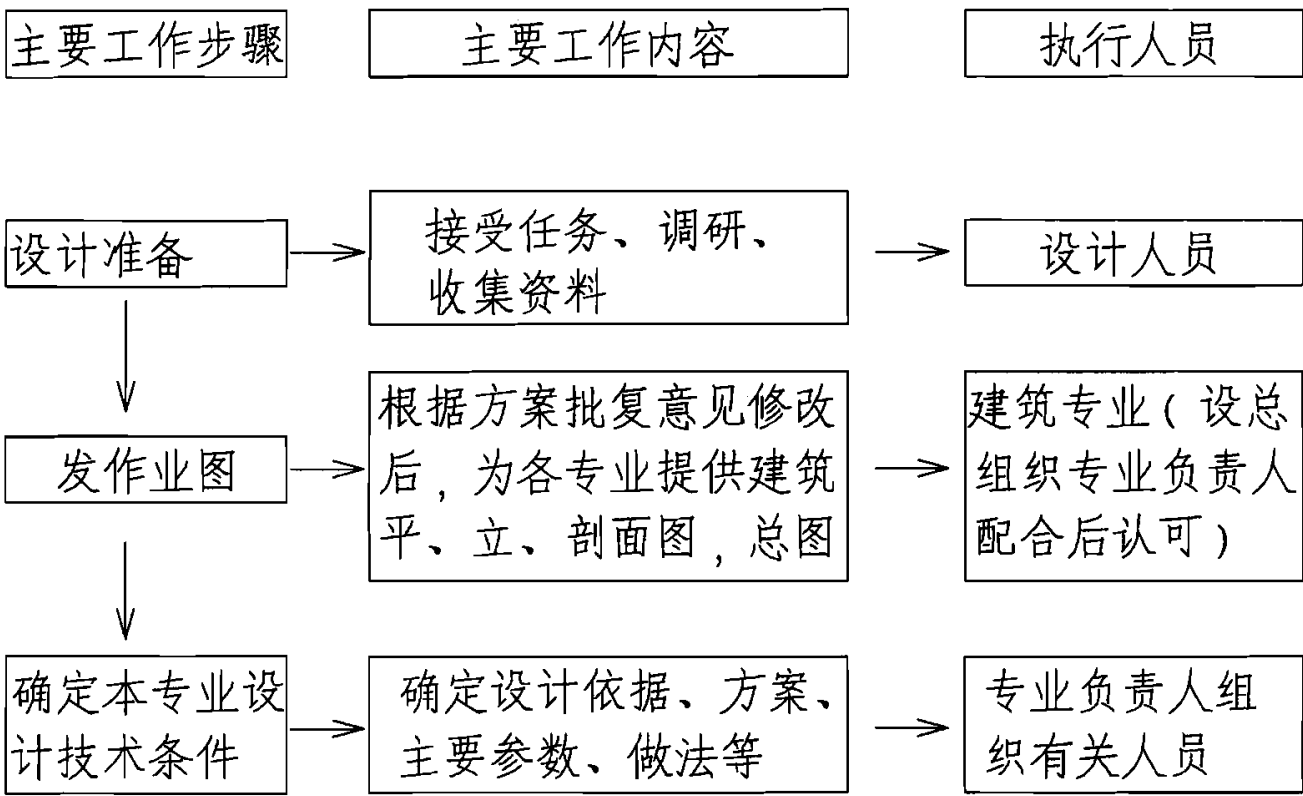 主要工作步骤
主要工作内容
执行人员
设计准备
接受任务、调研、
收集资料
设计人员
发作业图
根据方案批复意见修改
后,为各专业提供建筑
平、立、剖面图,总图
建筑专业(设总
组织专业负责人
配合后认可)
确定本专业设
计技术条件
确定设计依据、方案、
主要参数、做法等
专业负责人组
织有关人员